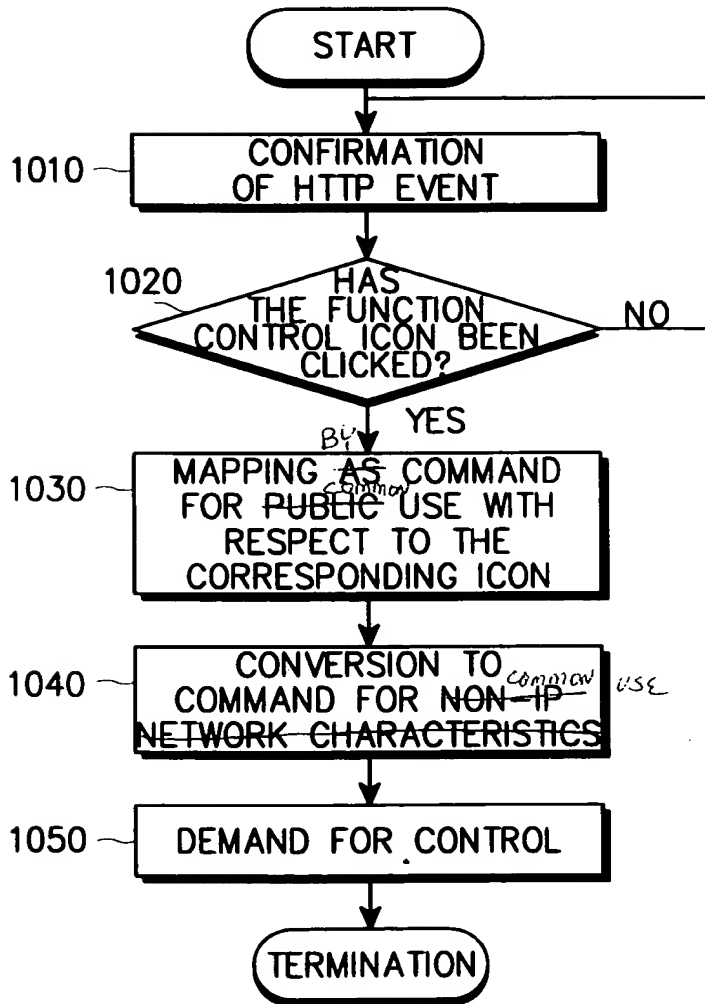 START
1010
CONFIRMATION
OF HTTP EVENT
1020
HAS
THE FUNCTION
CONTROL ICON BEEN
CLICKED?
NO
YES
By
1030
MAPPING AS COMMAND
common
FOR PUBLIC USE WITH
RESPECT TO THE
CORRESPONDING ICON
1040
CONVERSION TO
common USE
COMMAND FOR NON-IP
NETWORK CHARACTERISTICS
1050
DEMAND FOR CONTROL
TERMINATION